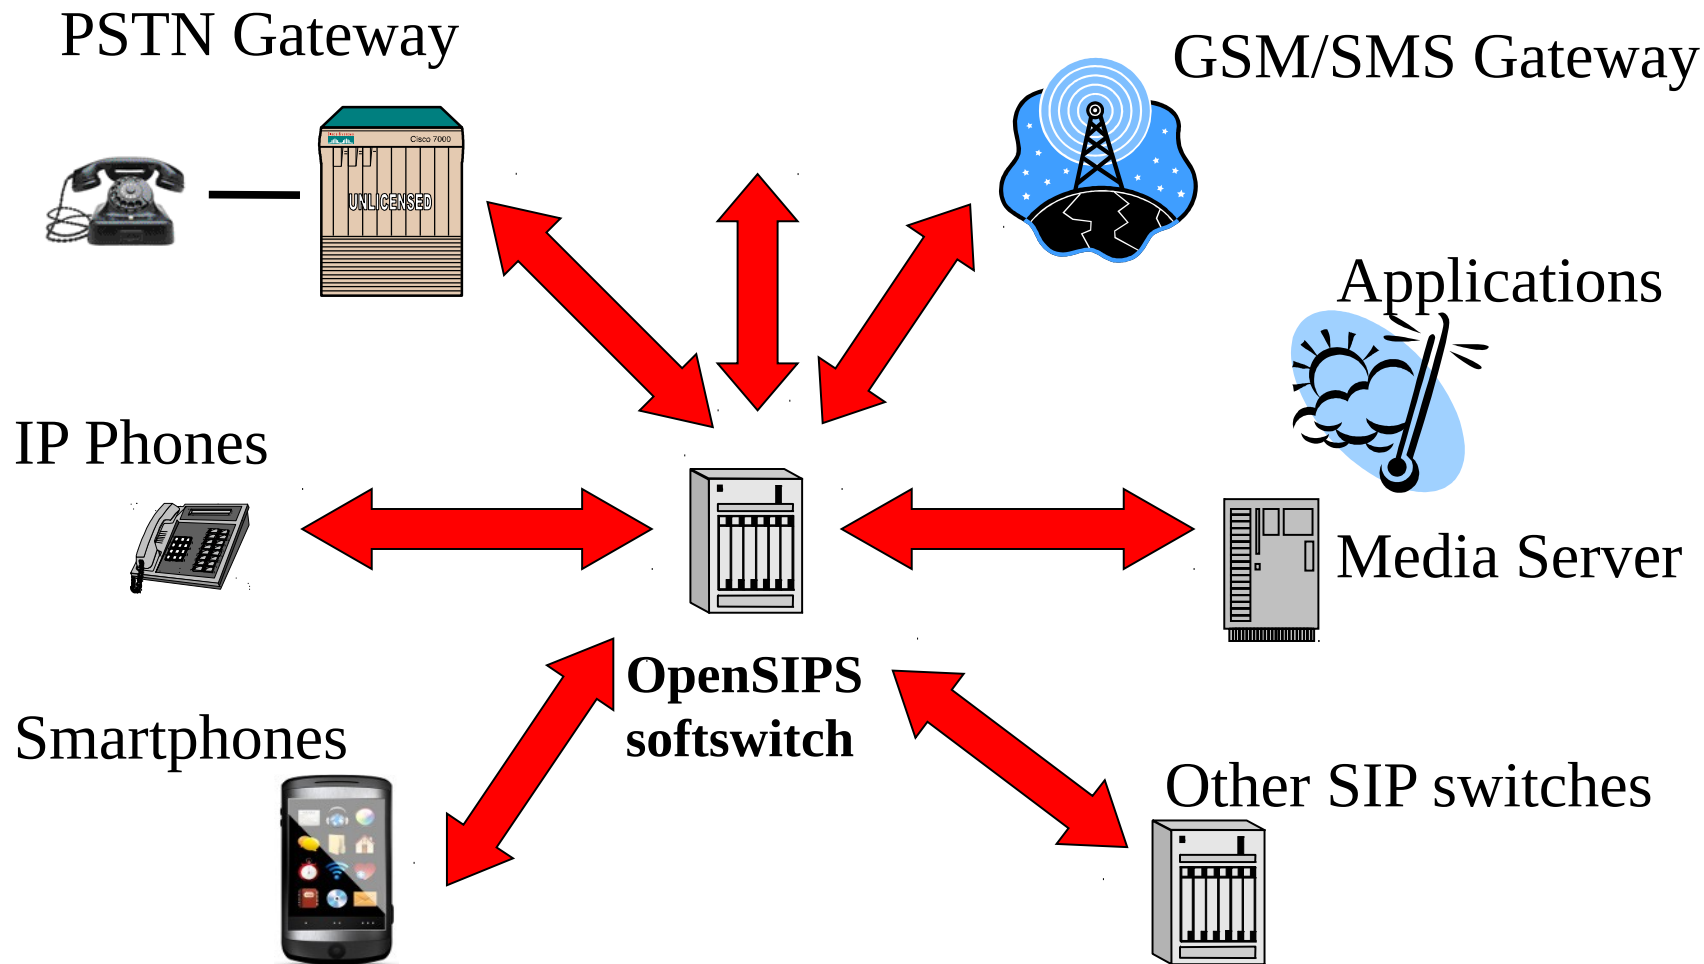 PSTN Gateway
GSM/SMS Gateway
Cisco 7000
UNLICENSED
Applications
IP Phones
Media Server
OpenSIPS
softswitch
Smartphones
Other SIP switches